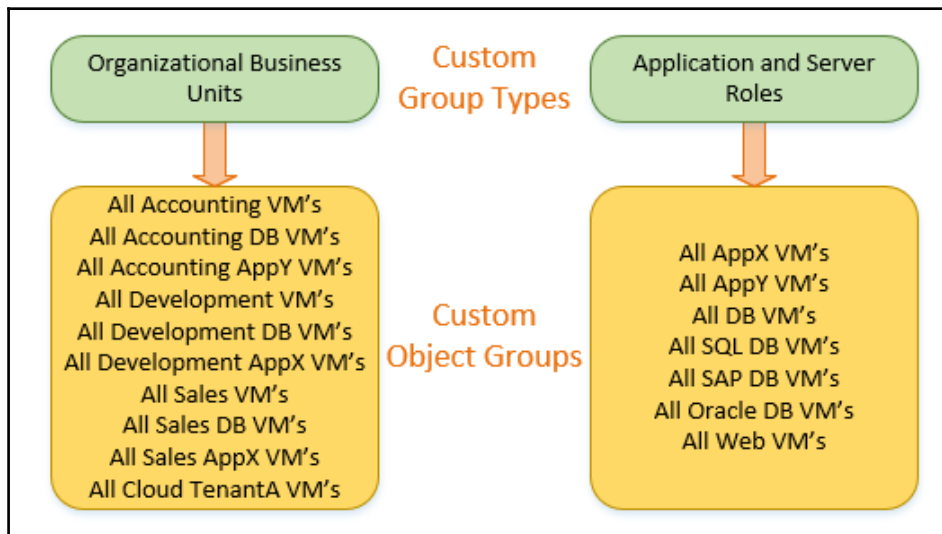 Organizational Business
Units
Custom
Group Types
Application and Server
Roles
All Accounting VM's
All Accounting DB VM's
All Accounting AppY VM's
All Development VM's
All Development DB VM's
All Development AppX VM's
All Sales VM's
All Sales DB VM's
All Sales AppX VM's
All Cloud TenantA VM's
Custom
Object Groups
All AppX VM's
All AppY VM's
All DB VM's
All SQL DB VM's
All SAP DB VM's
All Oracle DB VM's
All Web VM's